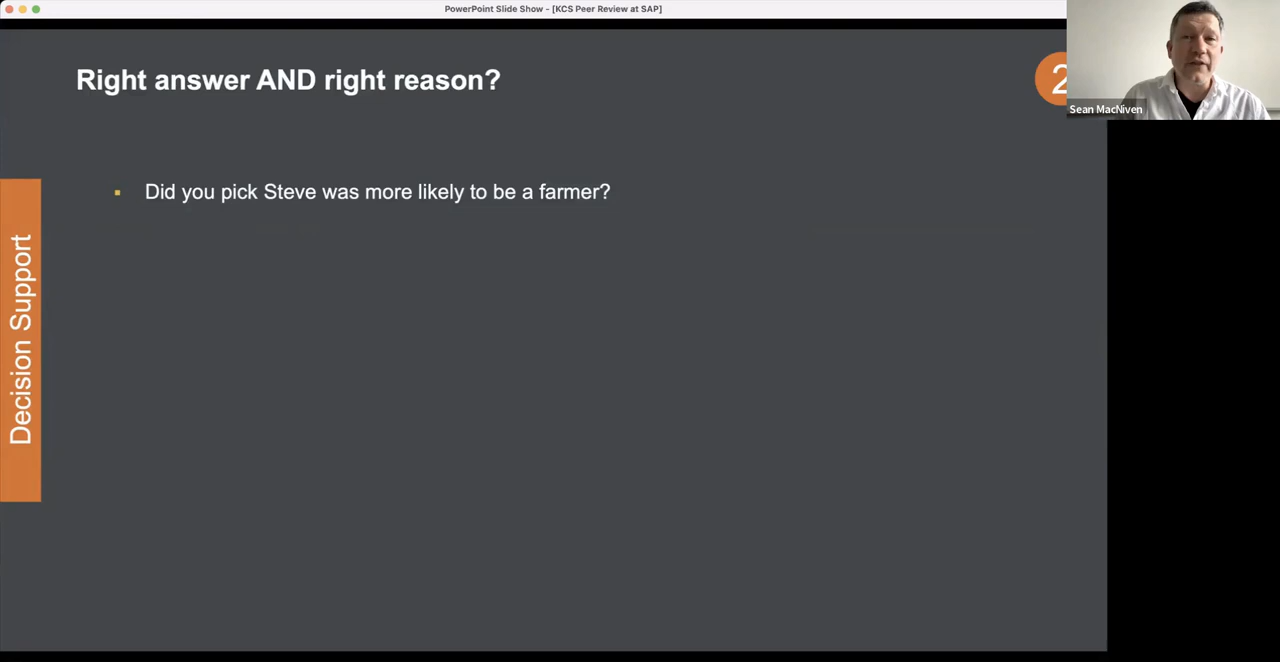 PowerPoint Slide Show - [KCS Peer Review at SAP]
Right answer AND right reason?
2
Sean MacNiven
Did you pick Steve was more likely to be a farmer?
Decision Support